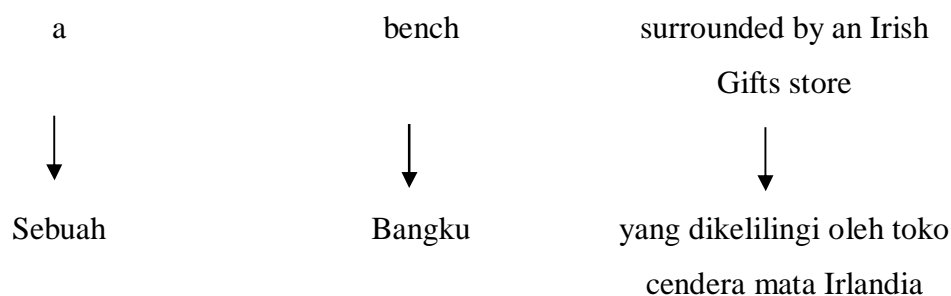 a bench surrounded by an Irish
Gifts store
Sebuah Bangku yang dikelilingi oleh toko
cendera mata Irlandia